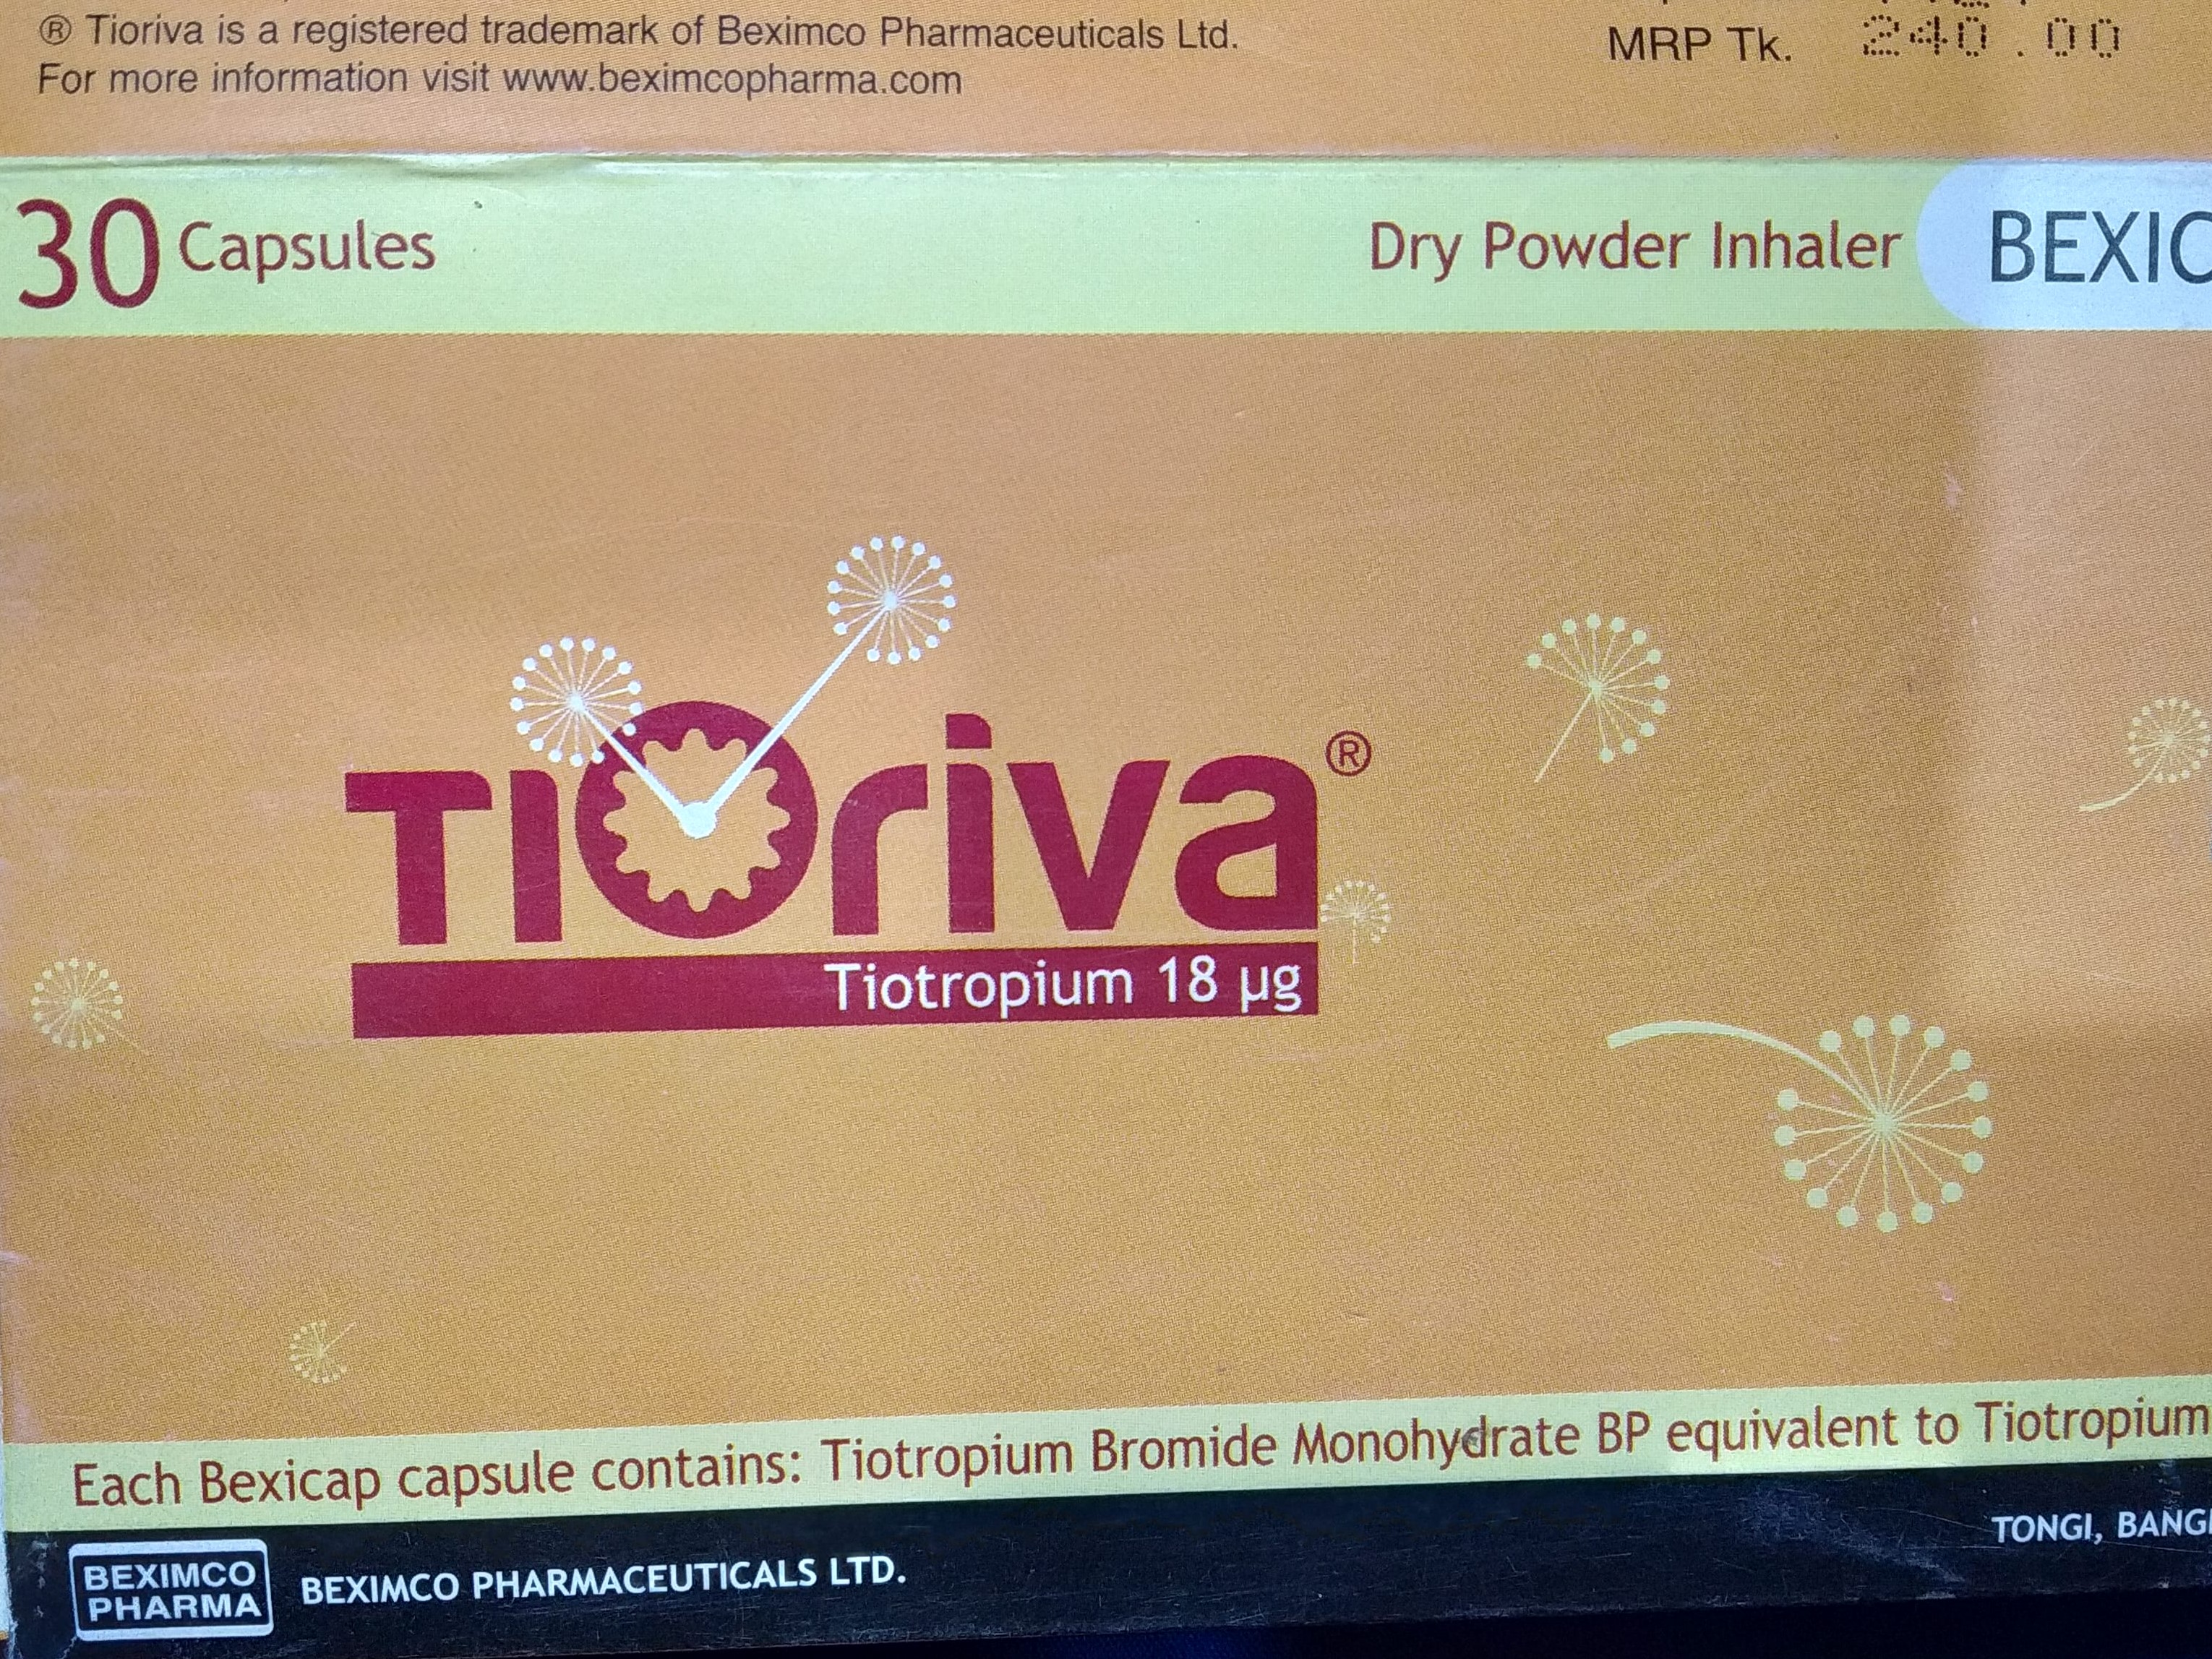 ® Tioriva is a registered trademark of Beximco Pharmaceuticals Ltd.
For more information visit www.beximcopharma.com
MRP Tk. 240.00
30 Capsules
Dry Powder Inhaler
BEXIC
TIOriva®
Tiotropium 18 µg
Each Bexicap capsule contains: Tiotropium Bromide Monohydrate BP equivalent to Tiotropium
BEXIMCO
PHARMA
BEXIMCO PHARMACEUTICALS LTD.
TONGI, BANG